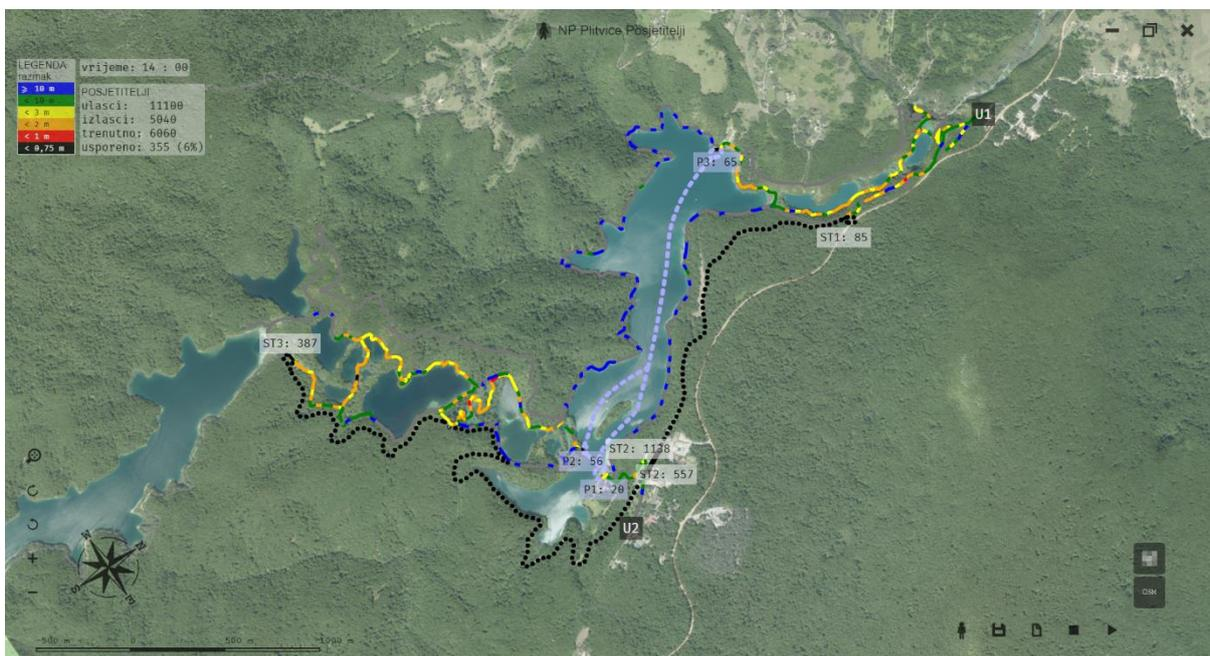 NP Plitvice Posjetitelji
LEGENDA
razmak
⩾ 10 m
< 10 m
< 3 m
< 2 m
< 1 m
< 0,75 m
vrijeme: 14 : 00
POSJETITELJI
ulasci: 11100
izlasci: 5040
trenutno: 6060
usporeno: 355 (6%)
U1
P3: 65
ST1: 85
ST3: 387
ST2: 1138
P2: 56
ST2: 557
P1: 20
U2
N
W
S
E
OSM
500 m
0
500 m
1000 m